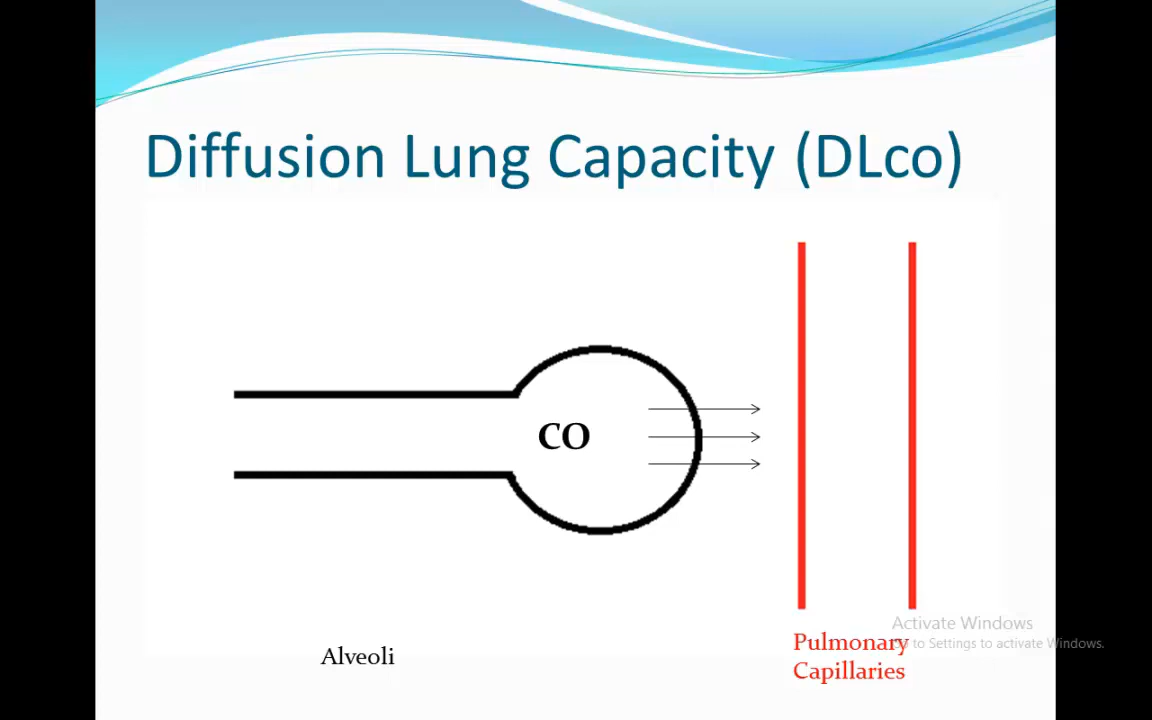 Diffusion Lung Capacity (DLco)
CO
Activate Windows
Pulmonary
to Settings to activate Windows.
Alveoli
Capillaries